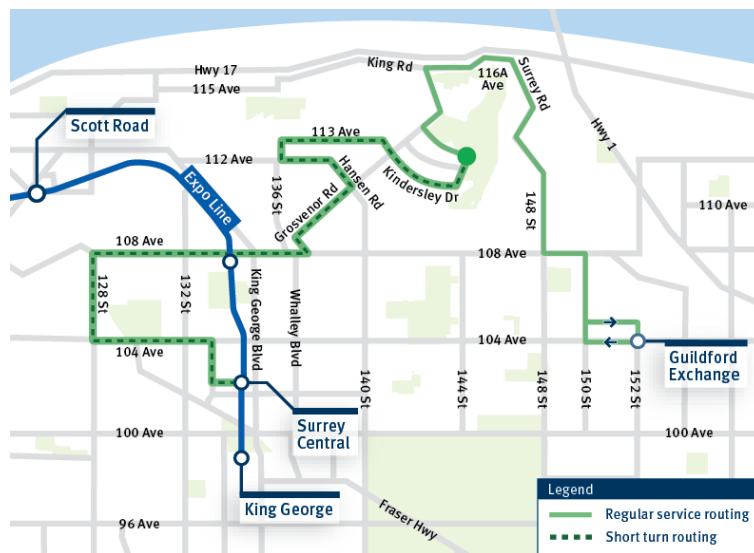 Hwy 17
King Rd
115 Ave
116A
Ave
Surrey Rd
Hwy 1
Scott Road
113 Ave
112 Ave
136 St
Hansen Rd
Kindersley Dr
Expo Line
Grosvenor Rd
148 St
110 Ave
108 Ave
108 Ave
128 St
132 St
King George Blvd
Whalley Blvd
104 Ave
104 Ave
Guildford
Exchange
140 St
144 St
148 St
150 St
152 St
Surrey
Central
100 Ave
100 Ave
King George
Fraser Hwy
96 Ave
Legend
Regular service routing
Short turn routing